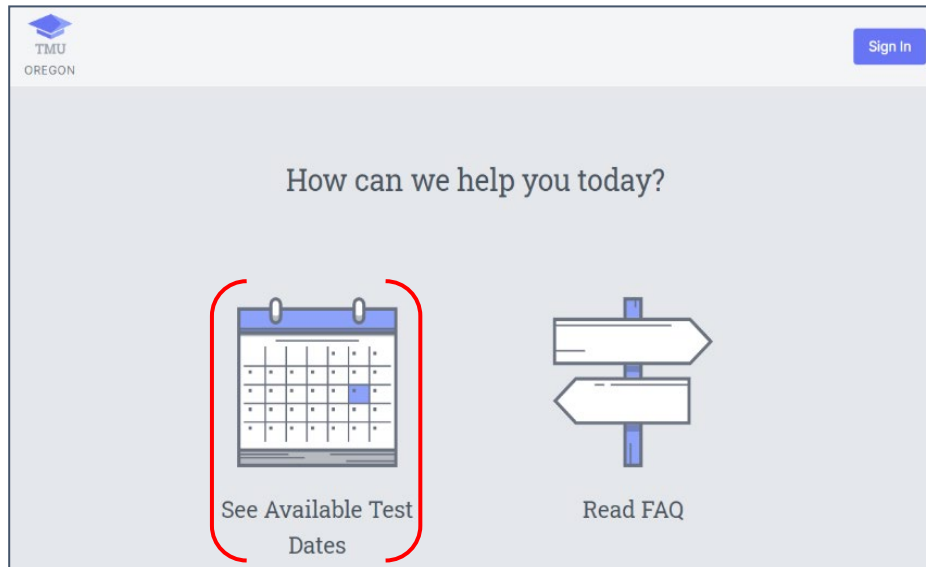 TMU
OREGON
Sign In
How can we help you today?
See Available Test
Dates
Read FAQ